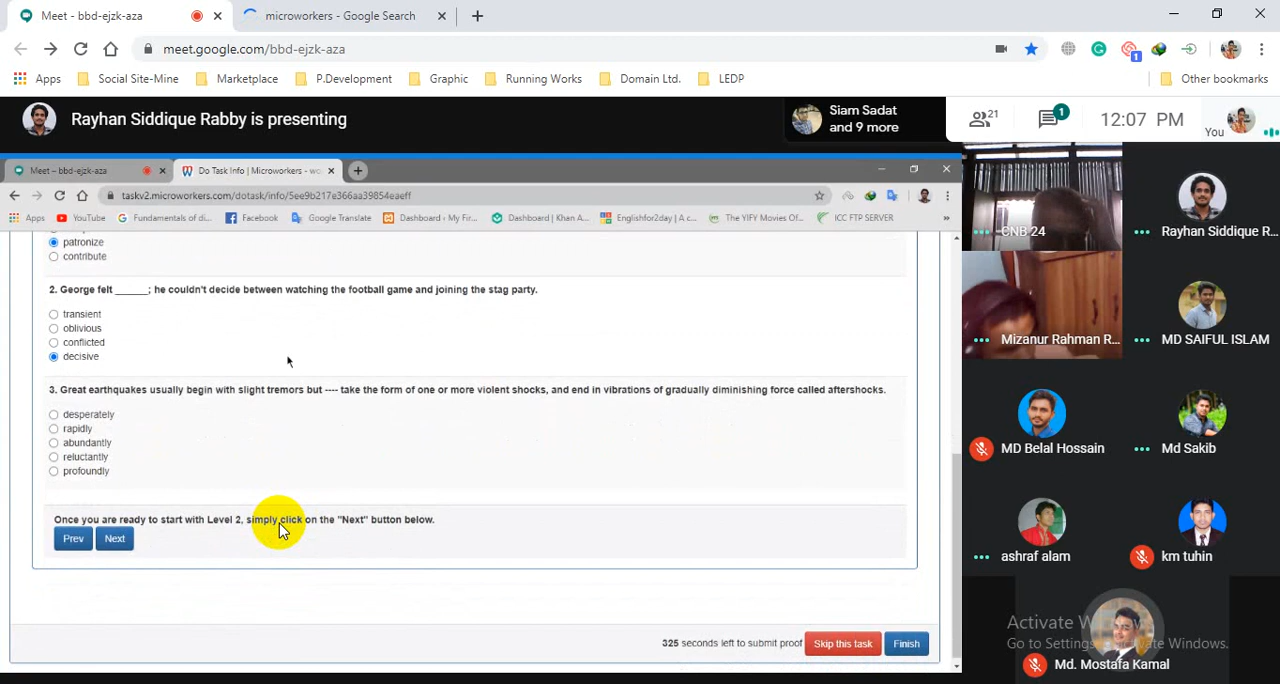 Meet - bbd-ejzk-aza
microworkers - Google Search
meet.google.com/bbd-ejzk-aza
1
Apps Social Site-Mine Marketplace P.Development Graphic Running Works Domain Ltd. LEDP Other bookmarks
Rayhan Siddique Rabby is presenting
Siam Sadat
and 9 more
21
1
12:07 PM
You
Meet – bbd-ejzk-aza
Do Task Info | Microworkers - wo
taskv2.microworkers.com/dotask/info/5ee9b217e366aa39854eaeff
Apps YouTube Fundamentals of di... Facebook Google Translate Dashboard ‹ My Fir... Dashboard | Khan A... Englishfor2day | A c... The YIFY Movies Of... ICC FTP SERVER »
patronize
contribute
2. George felt ______; he couldn't decide between watching the football game and joining the stag party.
transient
oblivious
conflicted
decisive
3. Great earthquakes usually begin with slight tremors but ---- take the form of one or more violent shocks, and end in vibrations of gradually diminishing force called aftershocks.
desperately
rapidly
abundantly
reluctantly
profoundly
Once you are ready to start with Level 2, simply click on the "Next" button below.
Prev Next
325 seconds left to submit proof Skip this task Finish
CNB 24
Rayhan Siddique R...
Mizanur Rahman R...
MD SAIFUL ISLAM
MD Belal Hossain
Md Sakib
ashraf alam
km tuhin
Activate W
Go to Settings
ctivate Windows.
Md. Mostafa Kamal